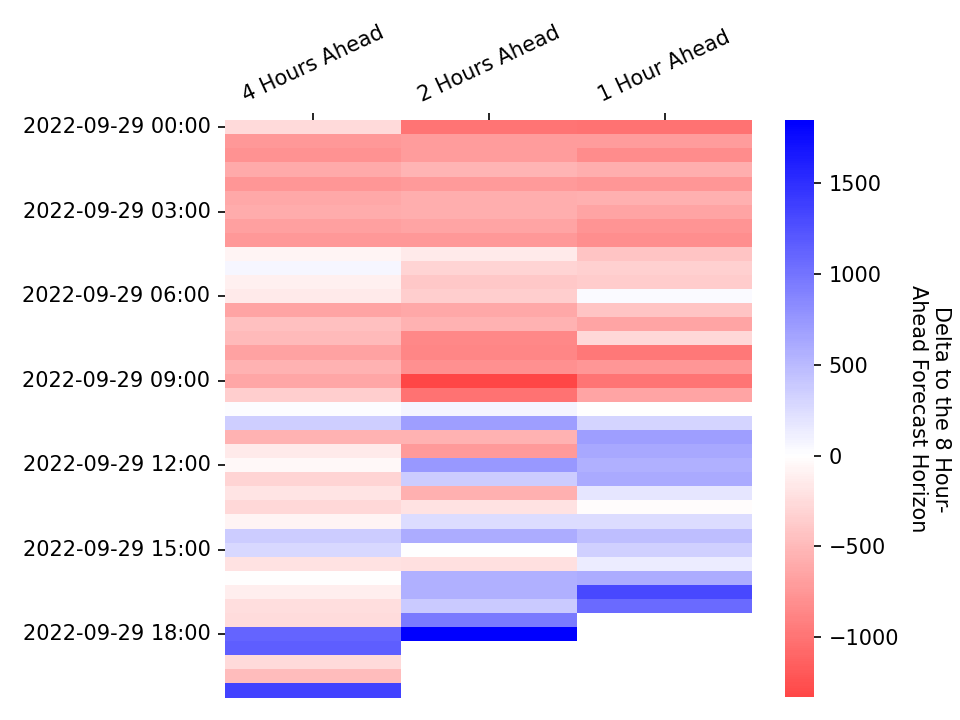 4 Hours Ahead
2 Hours Ahead
1 Hour Ahead
2022-09-29 00:00
2022-09-29 03:00
2022-09-29 06:00
2022-09-29 09:00
2022-09-29 12:00
2022-09-29 15:00
2022-09-29 18:00
1500
1000
500
0
−500
−1000
Delta to the 8 Hour-
Ahead Forecast Horizon